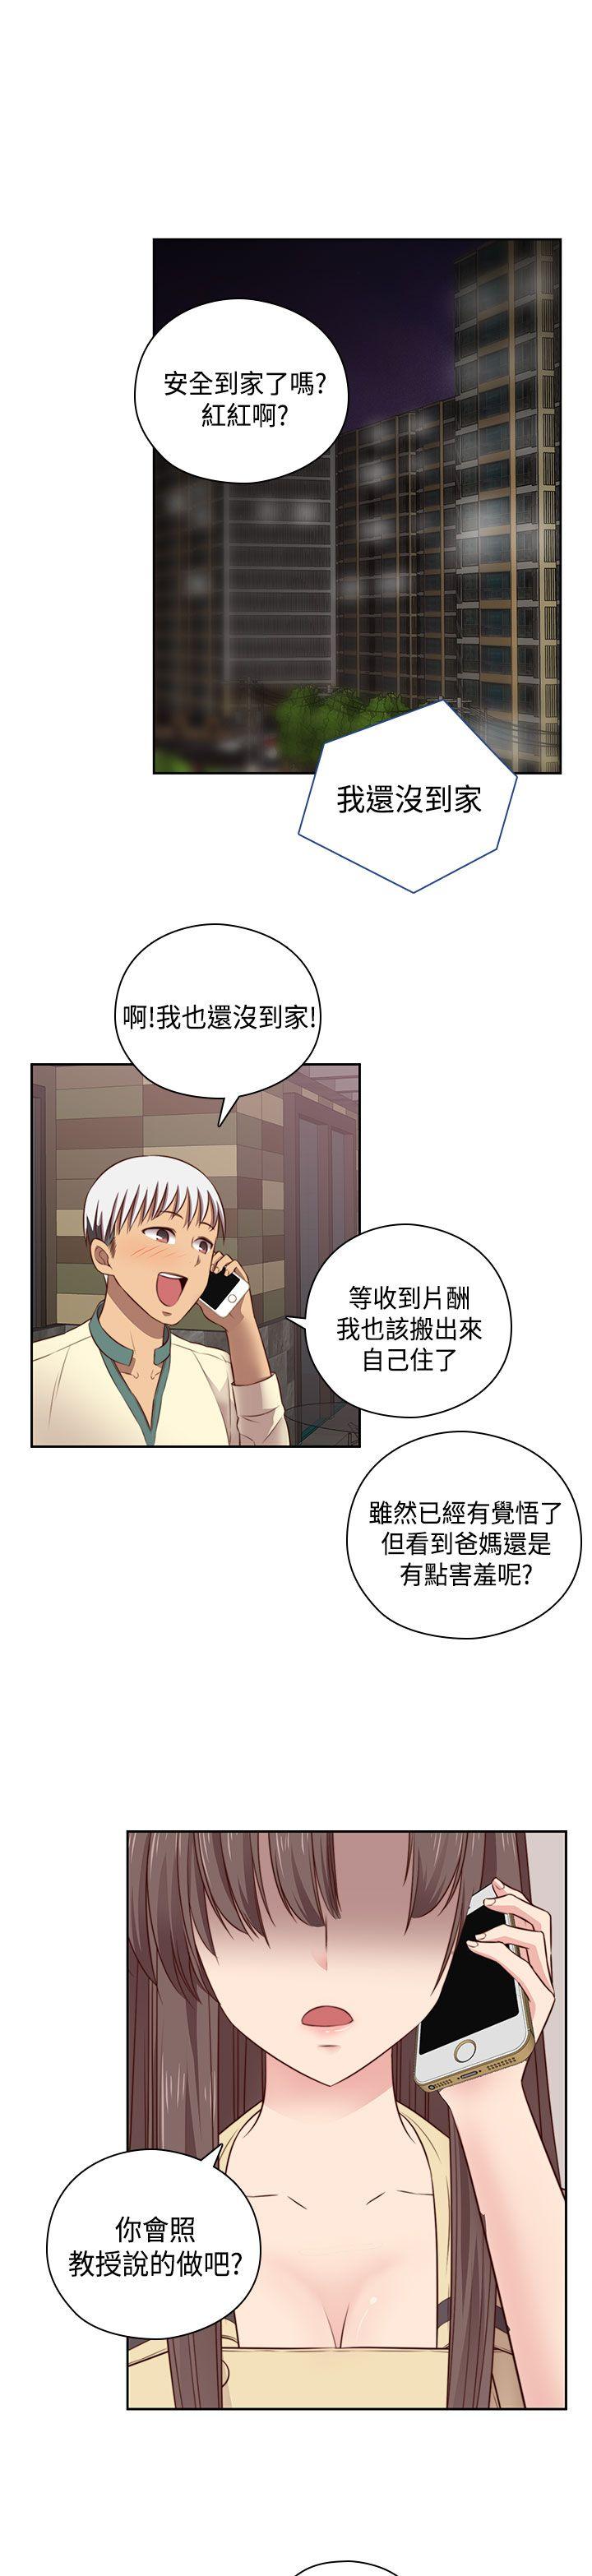 安全到家了嗎?
紅紅啊?
我還沒到家
啊!我也還沒到家!
等收到片酬
我也該搬出來
自己住了
雖然已經有覺悟了
但看到爸媽還是
有點害羞呢?
你會照
教授說的做吧?